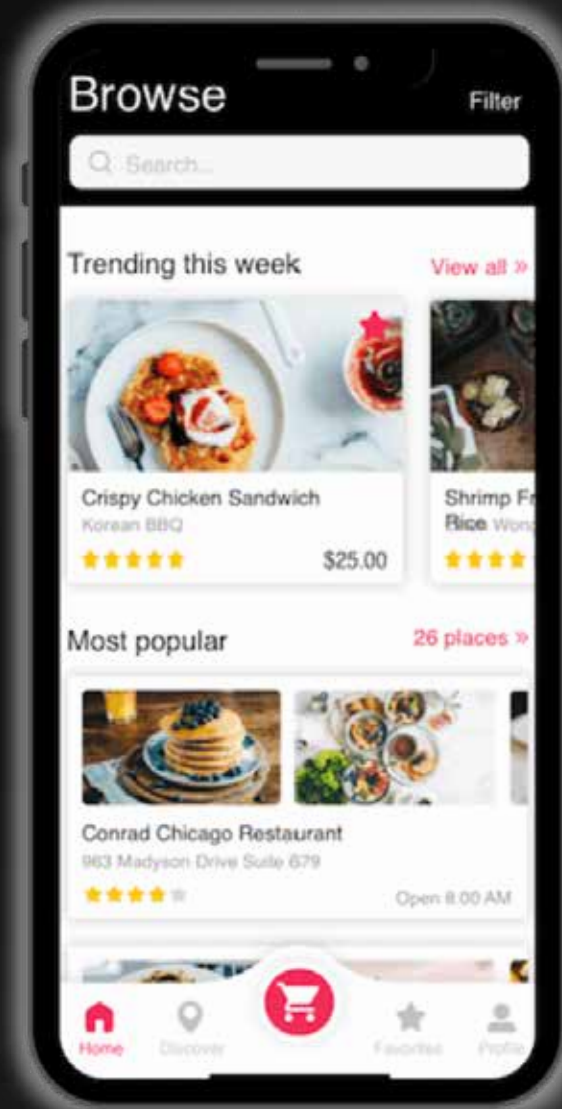 Browse
Filter
Search...
Trending this week
View all »
Crispy Chicken Sandwich
Korean BBQ
$25.00
Shrimp Fr
Rice Wong
Most popular
26 places »
Conrad Chicago Restaurant
963 Madyson Drive Suite 679
Open 8:00 AM
Home
Discover
Favorites
Profile